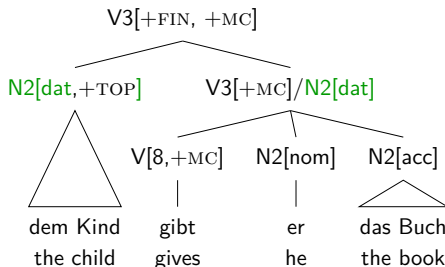 V3[+FIN, +MC]
N2[dat,+TOP] V3[+MC]/N2[dat]
V[8,+MC] N2[nom] N2[acc]
dem Kind gibt er das Buch
the child gives he the book